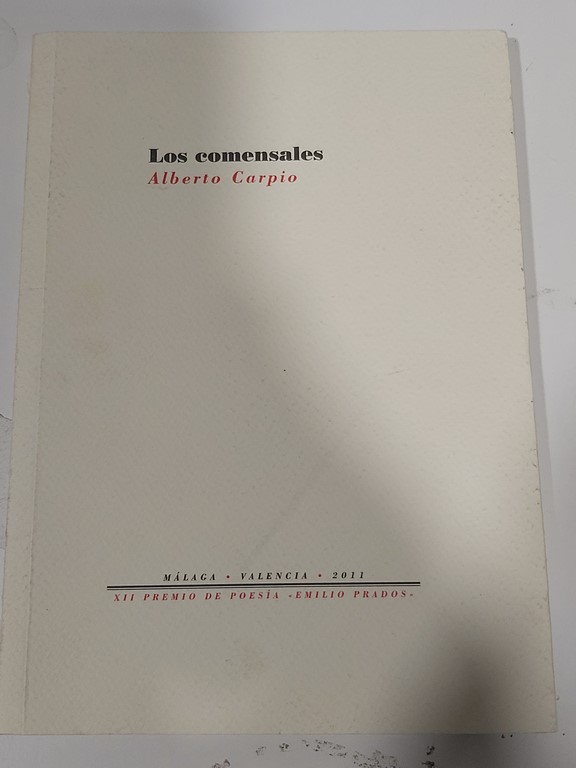 Los comensales
Alberto Carpio
MÁLAGA • VALENCIA • 2011
XII PREMIO DE POESÍA «EMILIO PRADOS»